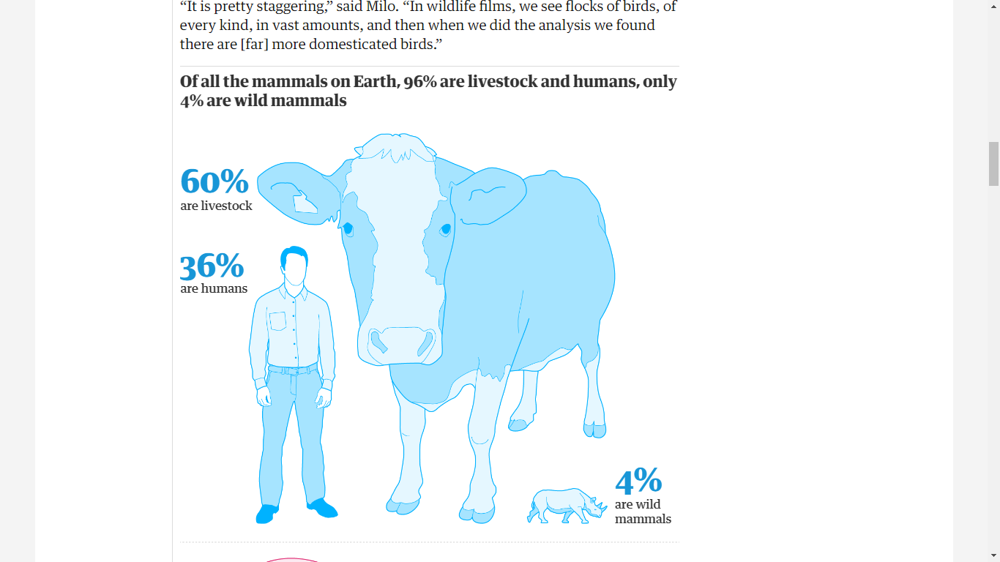 “It is pretty staggering,” said Milo. “In wildlife films, we see flocks of birds, of
every kind, in vast amounts, and then when we did the analysis we found
there are [far] more domesticated birds.”
Of all the mammals on Earth, 96% are livestock and humans, only
4% are wild mammals
60%
are livestock
36%
are humans
4%
are wild
mammals